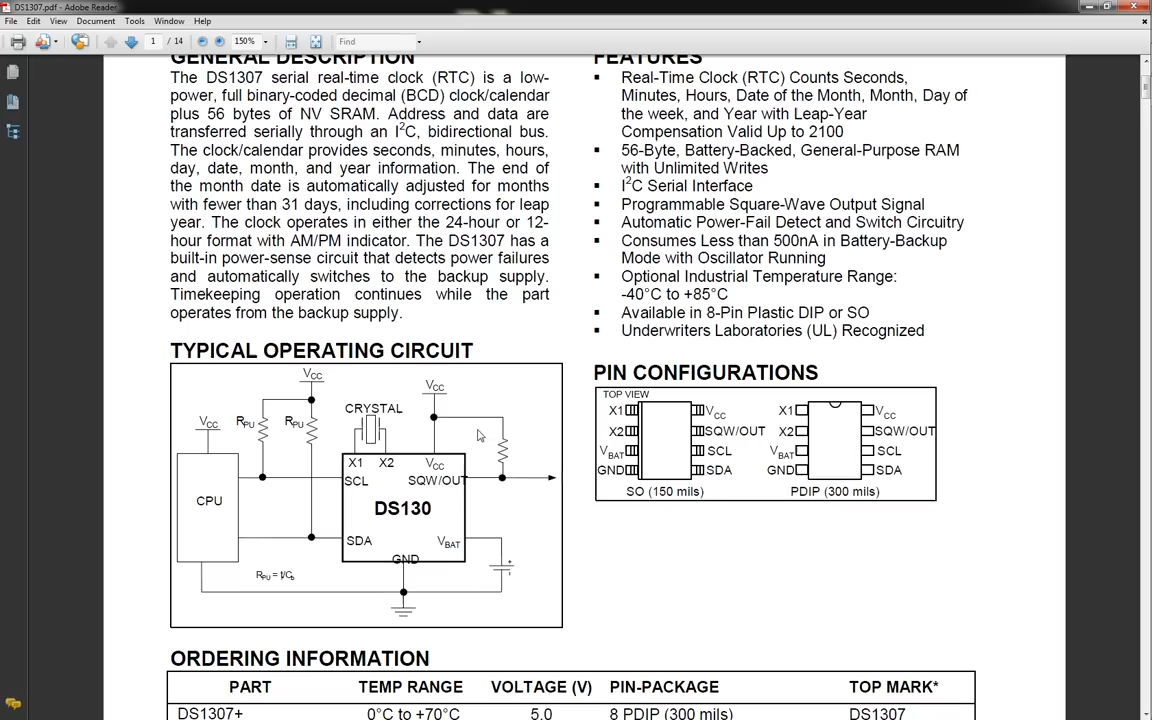 DS1307.pdf - Adobe Reader
File Edit View Document Tools Window Help
1 / 14 150% Find
GENERAL DESCRIPTION
The DS1307 serial real-time clock (RTC) is a low-
power, full binary-coded decimal (BCD) clock/calendar
plus 56 bytes of NV SRAM. Address and data are
transferred serially through an I2C, bidirectional bus.
The clock/calendar provides seconds, minutes, hours,
day, date, month, and year information. The end of
the month date is automatically adjusted for months
with fewer than 31 days, including corrections for leap
year. The clock operates in either the 24-hour or 12-
hour format with AM/PM indicator. The DS1307 has a
built-in power-sense circuit that detects power failures
and automatically switches to the backup supply.
Timekeeping operation continues while the part
operates from the backup supply.
FEATURES
▪ Real-Time Clock (RTC) Counts Seconds,
Minutes, Hours, Date of the Month, Month, Day of
the week, and Year with Leap-Year
Compensation Valid Up to 2100
▪ 56-Byte, Battery-Backed, General-Purpose RAM
with Unlimited Writes
▪ I2C Serial Interface
▪ Programmable Square-Wave Output Signal
▪ Automatic Power-Fail Detect and Switch Circuitry
▪ Consumes Less than 500nA in Battery-Backup
Mode with Oscillator Running
▪ Optional Industrial Temperature Range:
-40°C to +85°C
▪ Available in 8-Pin Plastic DIP or SO
▪ Underwriters Laboratories (UL) Recognized
TYPICAL OPERATING CIRCUIT
VCC
VCC
CRYSTAL
VCC
RPU RPU
X1 X2 VCC
SCL SQW/OUT
CPU
DS130
SDA VBAT
GND
+
RPU = t/Cb
PIN CONFIGURATIONS
TOP VIEW
X1 VCC
X2 SQW/OUT
VBAT SCL
GND SDA
SO (150 mils)
X1 VCC
X2 SQW/OUT
VBAT SCL
GND SDA
PDIP (300 mils)
ORDERING INFORMATION
PART TEMP RANGE VOLTAGE (V) PIN-PACKAGE TOP MARK*
DS1307+ 0°C to +70°C 5.0 8 PDIP (300 mils) DS1307